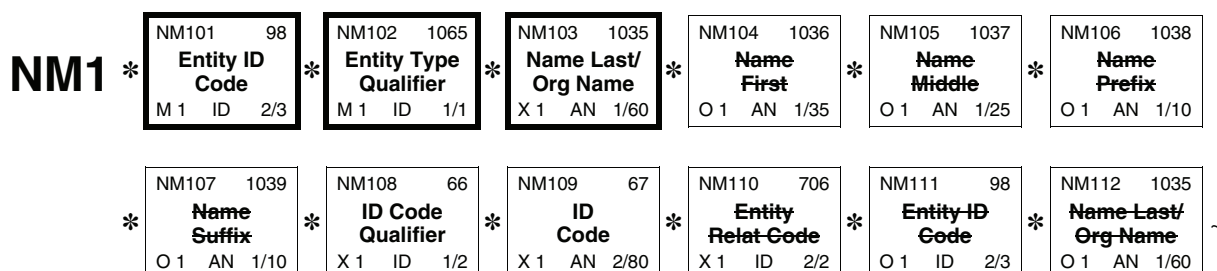 NM101 98 NM102 1065 NM103 1035 NM104 1036 NM105 1037 NM106 1038
NM1 * Entity ID * Entity Type * Name Last/ * Name * Name * Name
Code Qualifier Org Name First Middle Prefix
M 1 ID 2/3 M 1 ID 1/1 X 1 AN 1/60 O 1 AN 1/35 O 1 AN 1/25 O 1 AN 1/10
NM107 1039 NM108 66 NM109 67 NM110 706 NM111 98 NM112 1035
* Name * ID Code * ID * Entity * Entity ID * Name Last/ ~
Suffix Qualifier Code Relat Code Code Org Name
O 1 AN 1/10 X 1 ID 1/2 X 1 AN 2/80 X 1 ID 2/2 O 1 ID 2/3 O 1 AN 1/60